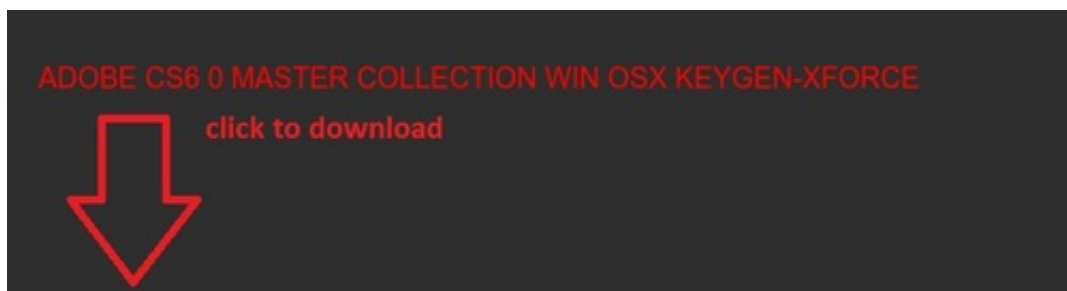 ADOBE CS6 0 MASTER COLLECTION WIN OSX KEYGEN-XFORCE
click to download